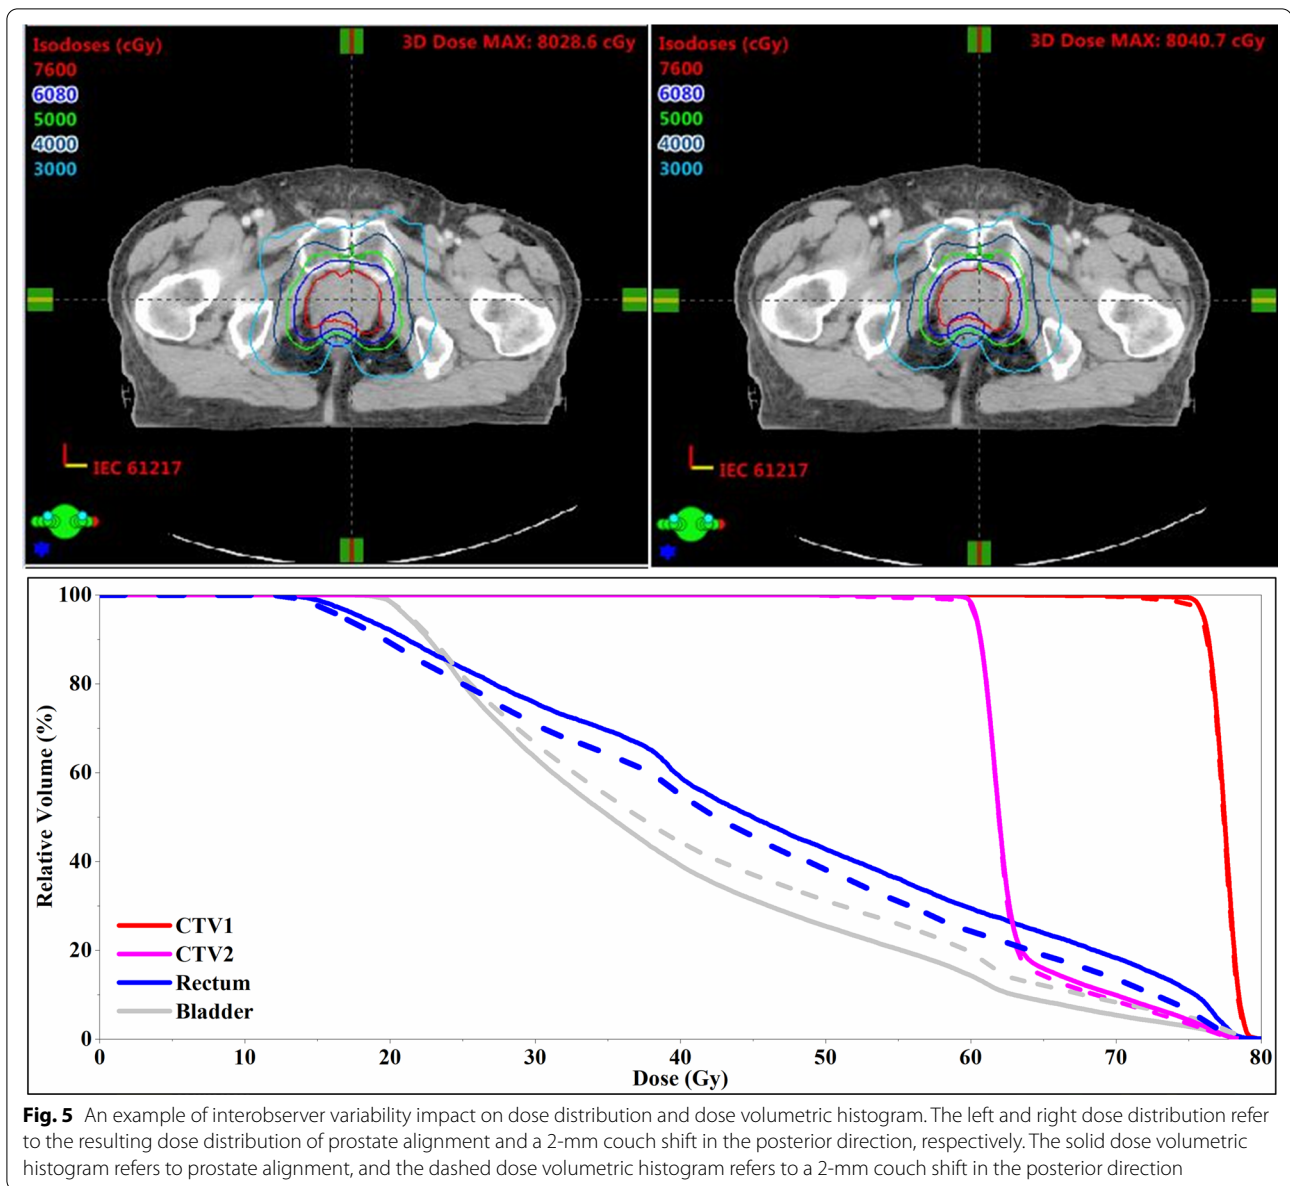 Isodoses (cGy)
3D Dose MAX: 8028.6 cGy
7600
6080
5000
4000
3000
IEC 61217
Isodoses (cGy)
3D Dose MAX: 8040.7 cGy
7600
6080
5000
4000
3000
IEC 61217
100
80
60
40
20
0
Relative Volume (%)
CTV1
CTV2
Rectum
Bladder
0 10 20 30 40 50 60 70 80
Dose (Gy)
Fig. 5 An example of interobserver variability impact on dose distribution and dose volumetric histogram. The left and right dose distribution refer
to the resulting dose distribution of prostate alignment and a 2-mm couch shift in the posterior direction, respectively. The solid dose volumetric
histogram refers to prostate alignment, and the dashed dose volumetric histogram refers to a 2-mm couch shift in the posterior direction